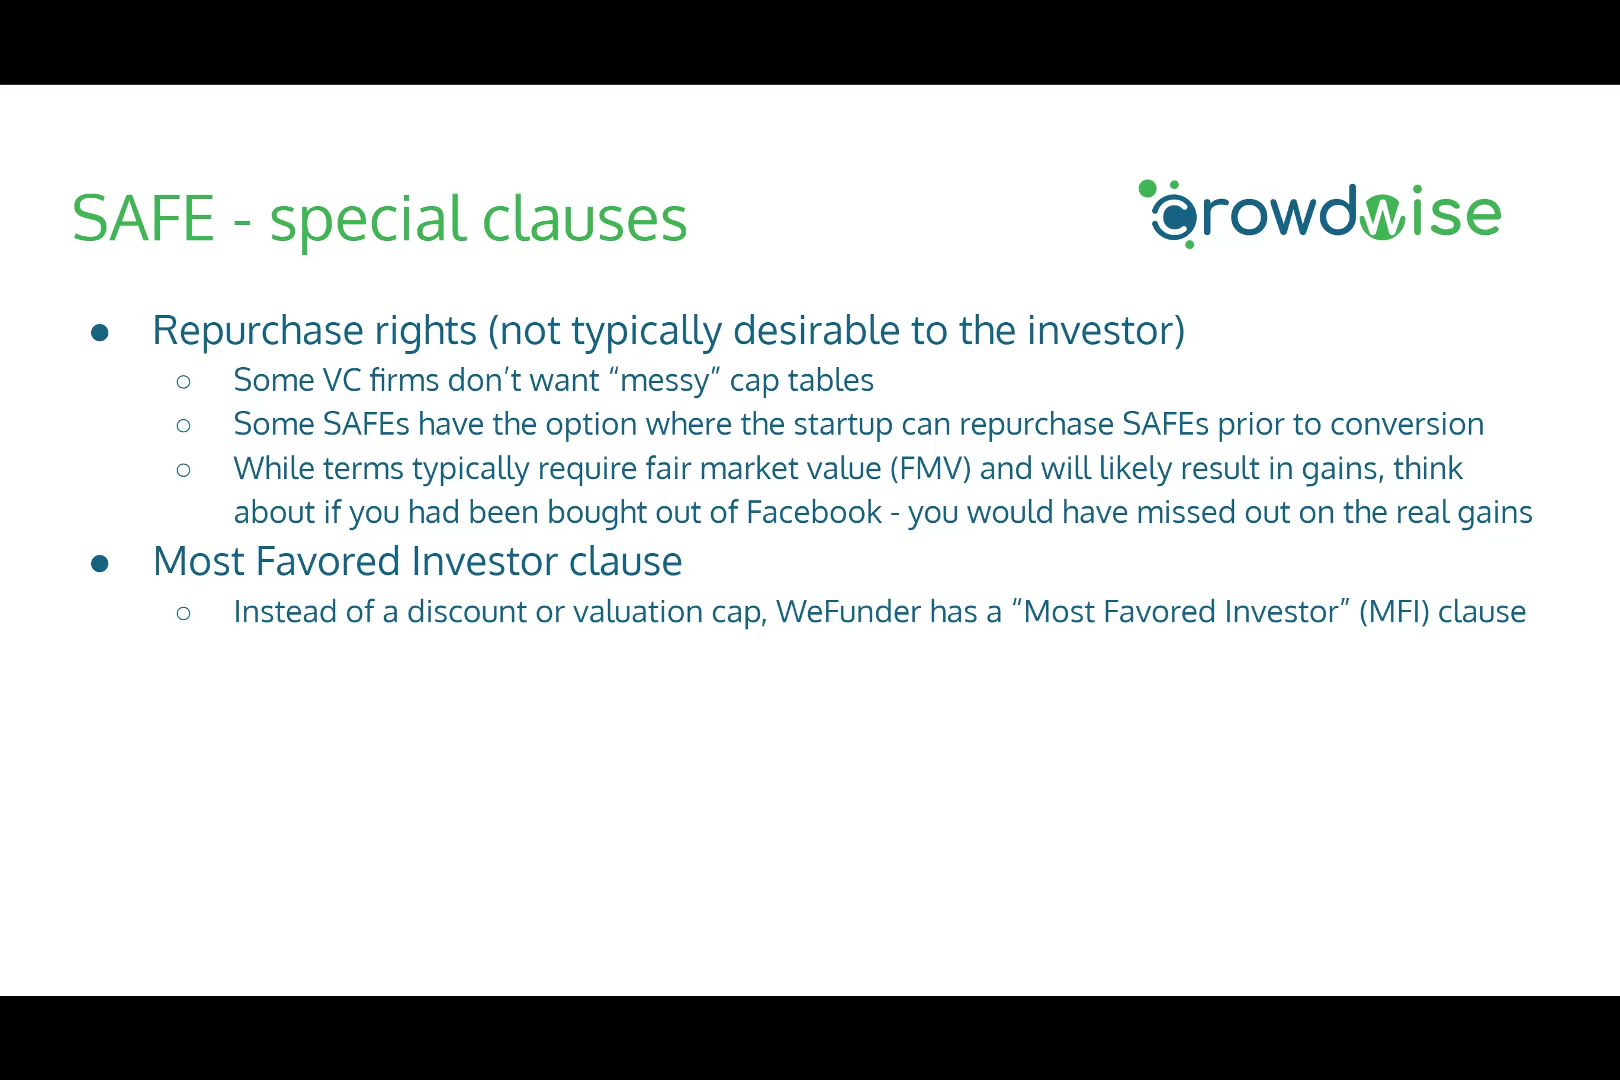 SAFE - special clauses
crowdwise
● Repurchase rights (not typically desirable to the investor)
○ Some VC firms don’t want “messy” cap tables
○ Some SAFEs have the option where the startup can repurchase SAFEs prior to conversion
○ While terms typically require fair market value (FMV) and will likely result in gains, think
about if you had been bought out of Facebook - you would have missed out on the real gains
● Most Favored Investor clause
○ Instead of a discount or valuation cap, WeFunder has a “Most Favored Investor” (MFI) clause